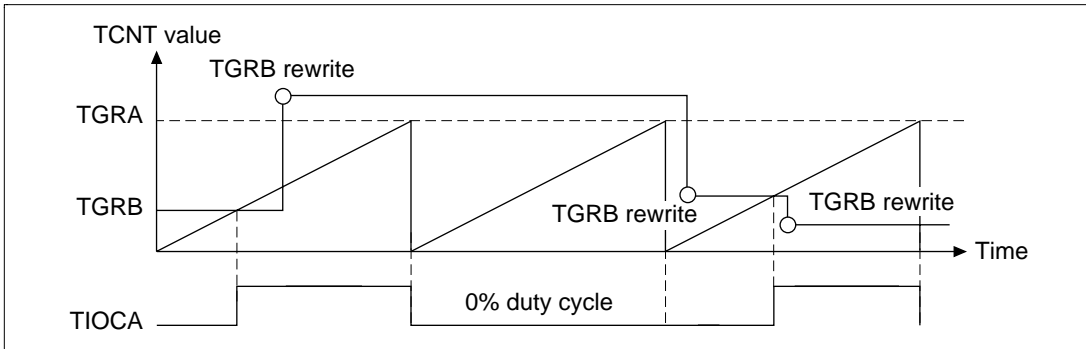 TCNT value
TGRB rewrite
TGRA
TGRB
TGRB rewrite
TGRB rewrite
Time
0% duty cycle
TIOCA